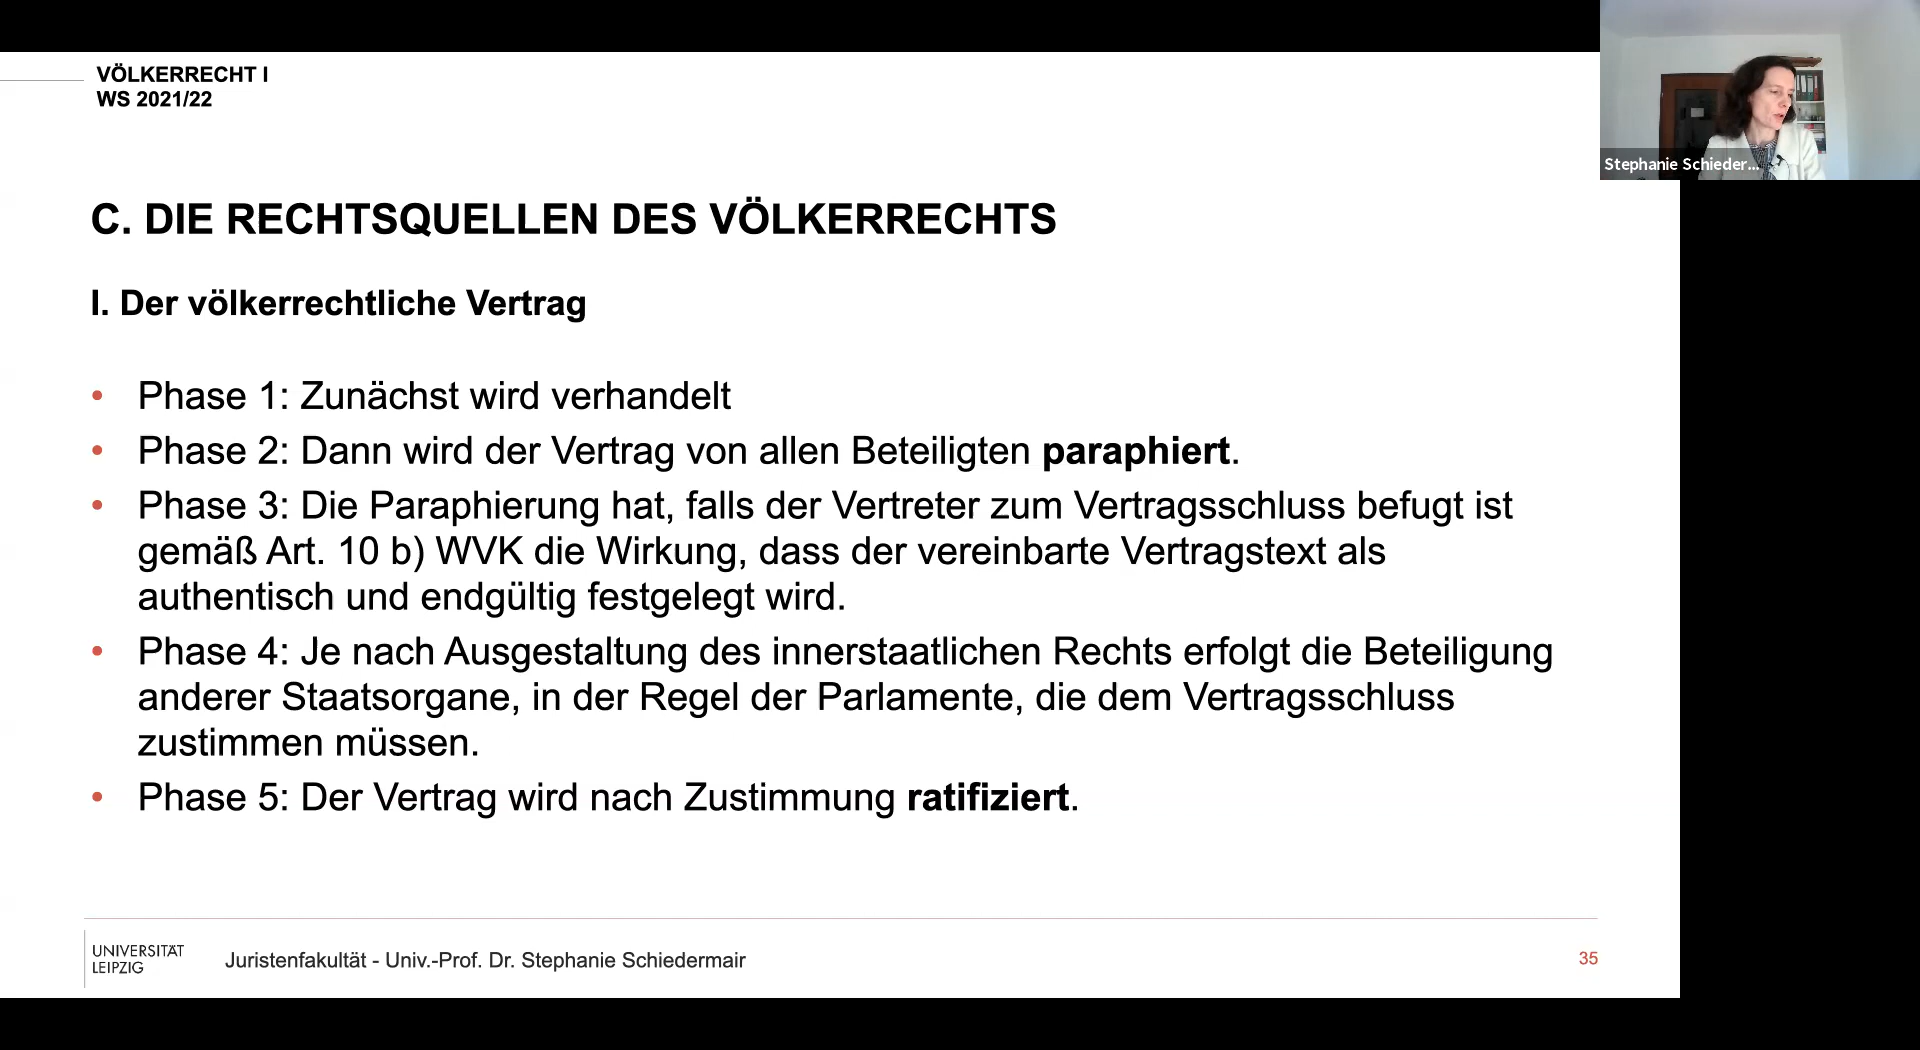 VÖLKERRECHT I
WS 2021/22
Stephanie Schieder...
C. DIE RECHTSQUELLEN DES VÖLKERRECHTS
I. Der völkerrechtliche Vertrag
• Phase 1: Zunächst wird verhandelt
• Phase 2: Dann wird der Vertrag von allen Beteiligten paraphiert.
• Phase 3: Die Paraphierung hat, falls der Vertreter zum Vertragsschluss befugt ist
gemäß Art. 10 b) WVK die Wirkung, dass der vereinbarte Vertragstext als
authentisch und endgültig festgelegt wird.
• Phase 4: Je nach Ausgestaltung des innerstaatlichen Rechts erfolgt die Beteiligung
anderer Staatsorgane, in der Regel der Parlamente, die dem Vertragsschluss
zustimmen müssen.
• Phase 5: Der Vertrag wird nach Zustimmung ratifiziert.
UNIVERSITÄT
LEIPZIG
Juristenfakultät - Univ.-Prof. Dr. Stephanie Schiedermair
35